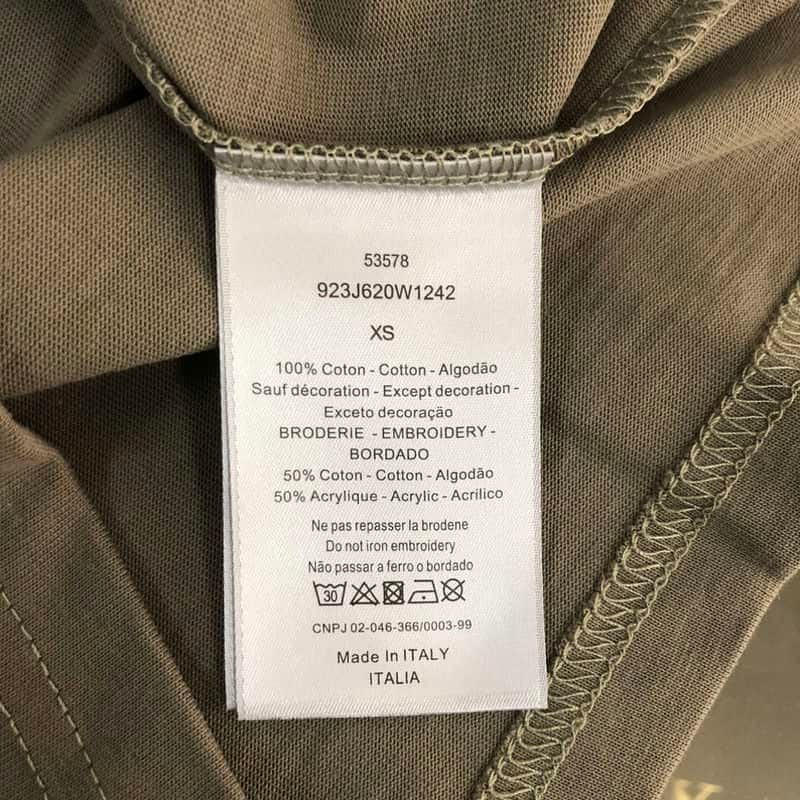 53578
923J620W1242
XS
100% Coton - Cotton - Algodão
Sauf décoration - Except decoration -
Exceto decoração
BRODERIE - EMBROIDERY -
BORDADO
50% Coton - Cotton - Algodão
50% Acrylique - Acrylic - Acrílico
Ne pas repasser la brodene
Do not iron embroidery
Não passar a ferro o bordado
30
CNPJ 02-046-366/0003-99
Made In ITALY
ITALIA